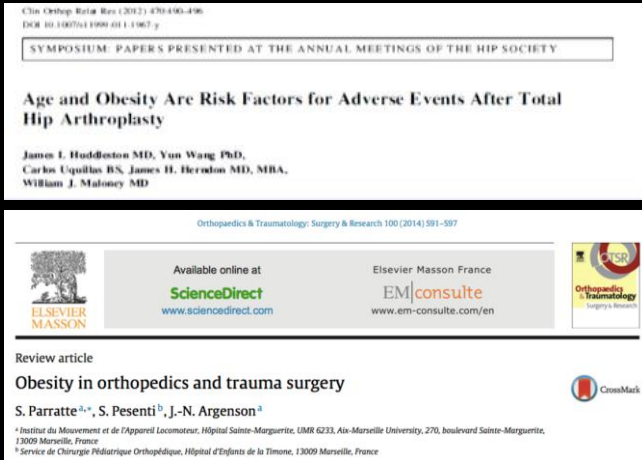 Clin Orthop Relat Res (2012) 470:490–496
DOI 10.1007/s11999-011-1967-y
SYMPOSIUM: PAPERS PRESENTED AT THE ANNUAL MEETINGS OF THE HIP SOCIETY
Age and Obesity Are Risk Factors for Adverse Events After Total
Hip Arthroplasty
James I. Huddleston MD, Yun Wang PhD,
Carlos Uquillas BS, James H. Herndon MD, MBA,
William J. Maloney MD
Orthopaedics & Traumatology: Surgery & Research 100 (2014) 591–597
ELSEVIER
MASSON
Available online at
ScienceDirect
www.sciencedirect.com
Elsevier Masson France
EM|consulte
www.em-consulte.com/en
OTSR
Orthopaedics
& Traumatology
Surgery & Research
Review article
Obesity in orthopedics and trauma surgery
CrossMark
S. Parratte a,*, S. Pesenti b, J.-N. Argenson a
a Institut du Mouvement et de l'Appareil Locomoteur, Hôpital Sainte-Marguerite, UMR 6233, Aix-Marseille University, 270, boulevard Sainte-Marguerite,
13009 Marseille, France
b Service de Chirurgie Pédiatrique Orthopédique, Hôpital d'Enfants de la Timone, 13009 Marseille, France